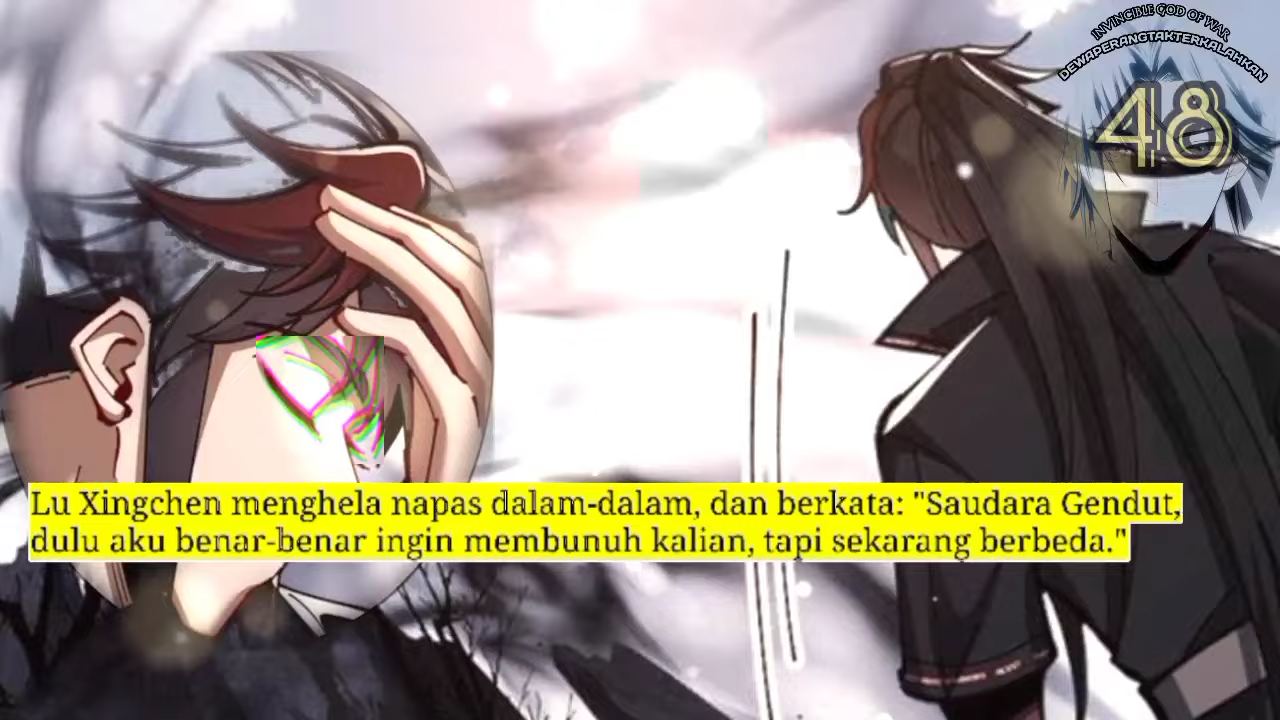 INVINCIBLE GOD OF WAR
DEWAPERANGTAKTERKALAHKAN
48
Lu Xingchen menghela napas dalam-dalam, dan berkata: "Saudara Gendut,
dulu aku benar-benar ingin membunuh kalian, tapi sekarang berbeda."